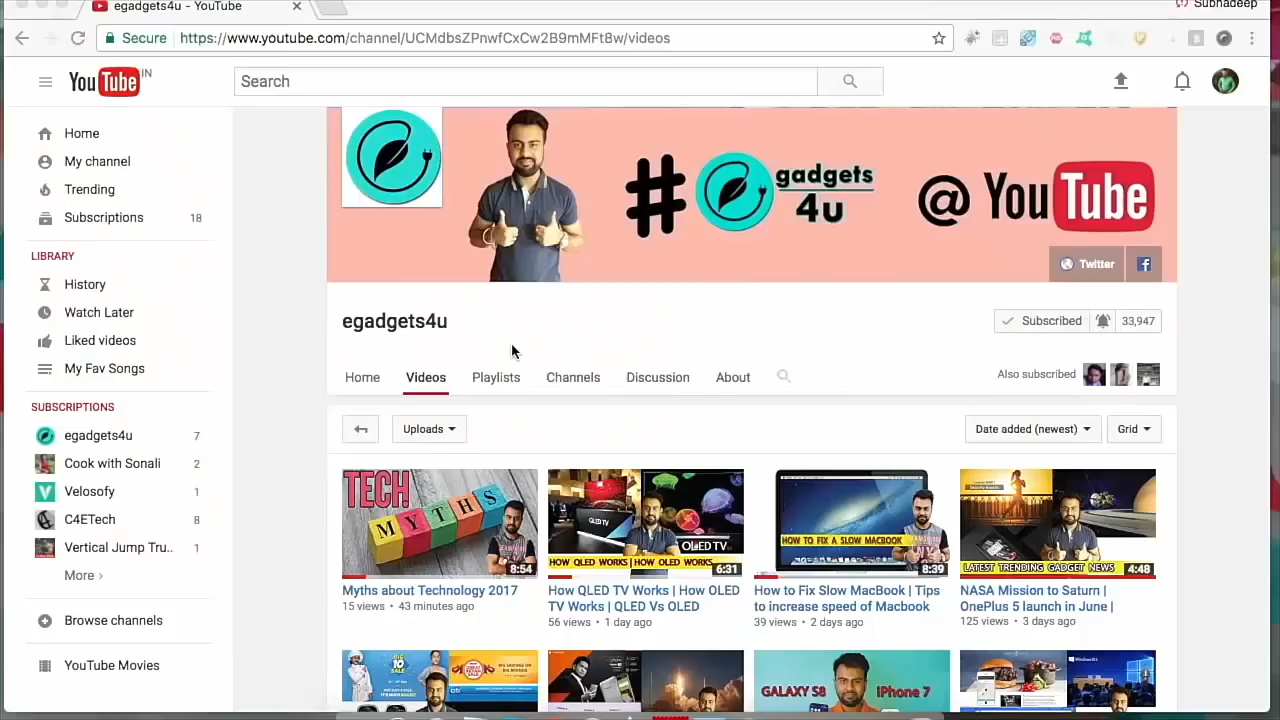 egadgets4u - YouTube
Subhadeep
Secure https://www.youtube.com/channel/UCMdbsZPnwfCxCw2B9mMFt8w/videos
YouTube IN
Search
Home
My channel
Trending
Subscriptions 18
LIBRARY
History
Watch Later
Liked videos
My Fav Songs
SUBSCRIPTIONS
egadgets4u 7
Cook with Sonali 2
Velosofy 1
C4ETech 8
Vertical Jump Tru.. 1
More ›
Browse channels
YouTube Movies
# gadgets 4u @ YouTube
Twitter
egadgets4u
Subscribed 33,947
Home Videos Playlists Channels Discussion About
Also subscribed
Uploads
Date added (newest) Grid
TECH
MYTHS
8:54
Myths about Technology 2017
15 views • 43 minutes ago
QLED TV
OLED TV
HOW QLED WORKS | HOW OLED WORKS
6:31
How QLED TV Works | How OLED
TV Works | QLED Vs OLED
56 views • 1 day ago
HOW TO FIX A SLOW MACBOOK
8:39
How to Fix Slow MacBook | Tips
to increase speed of Macbook
39 views • 2 days ago
LATEST TRENDING GADGET NEWS
4:48
NASA Mission to Saturn |
OnePlus 5 launch in June |
125 views • 3 days ago
BIG 10 SALE
GALAXY S8 iPhone 7